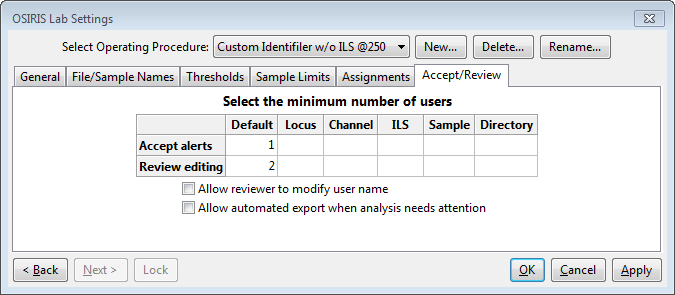 OSIRIS Lab Settings
Select Operating Procedure: Custom Identifiler w/o ILS @250 New... Delete... Rename...
General File/Sample Names Thresholds Sample Limits Assignments Accept/Review
Select the minimum number of users
Default Locus Channel ILS Sample Directory
Accept alerts 1
Review editing 2
Allow reviewer to modify user name
Allow automated export when analysis needs attention
< Back Next > Lock OK Cancel Apply